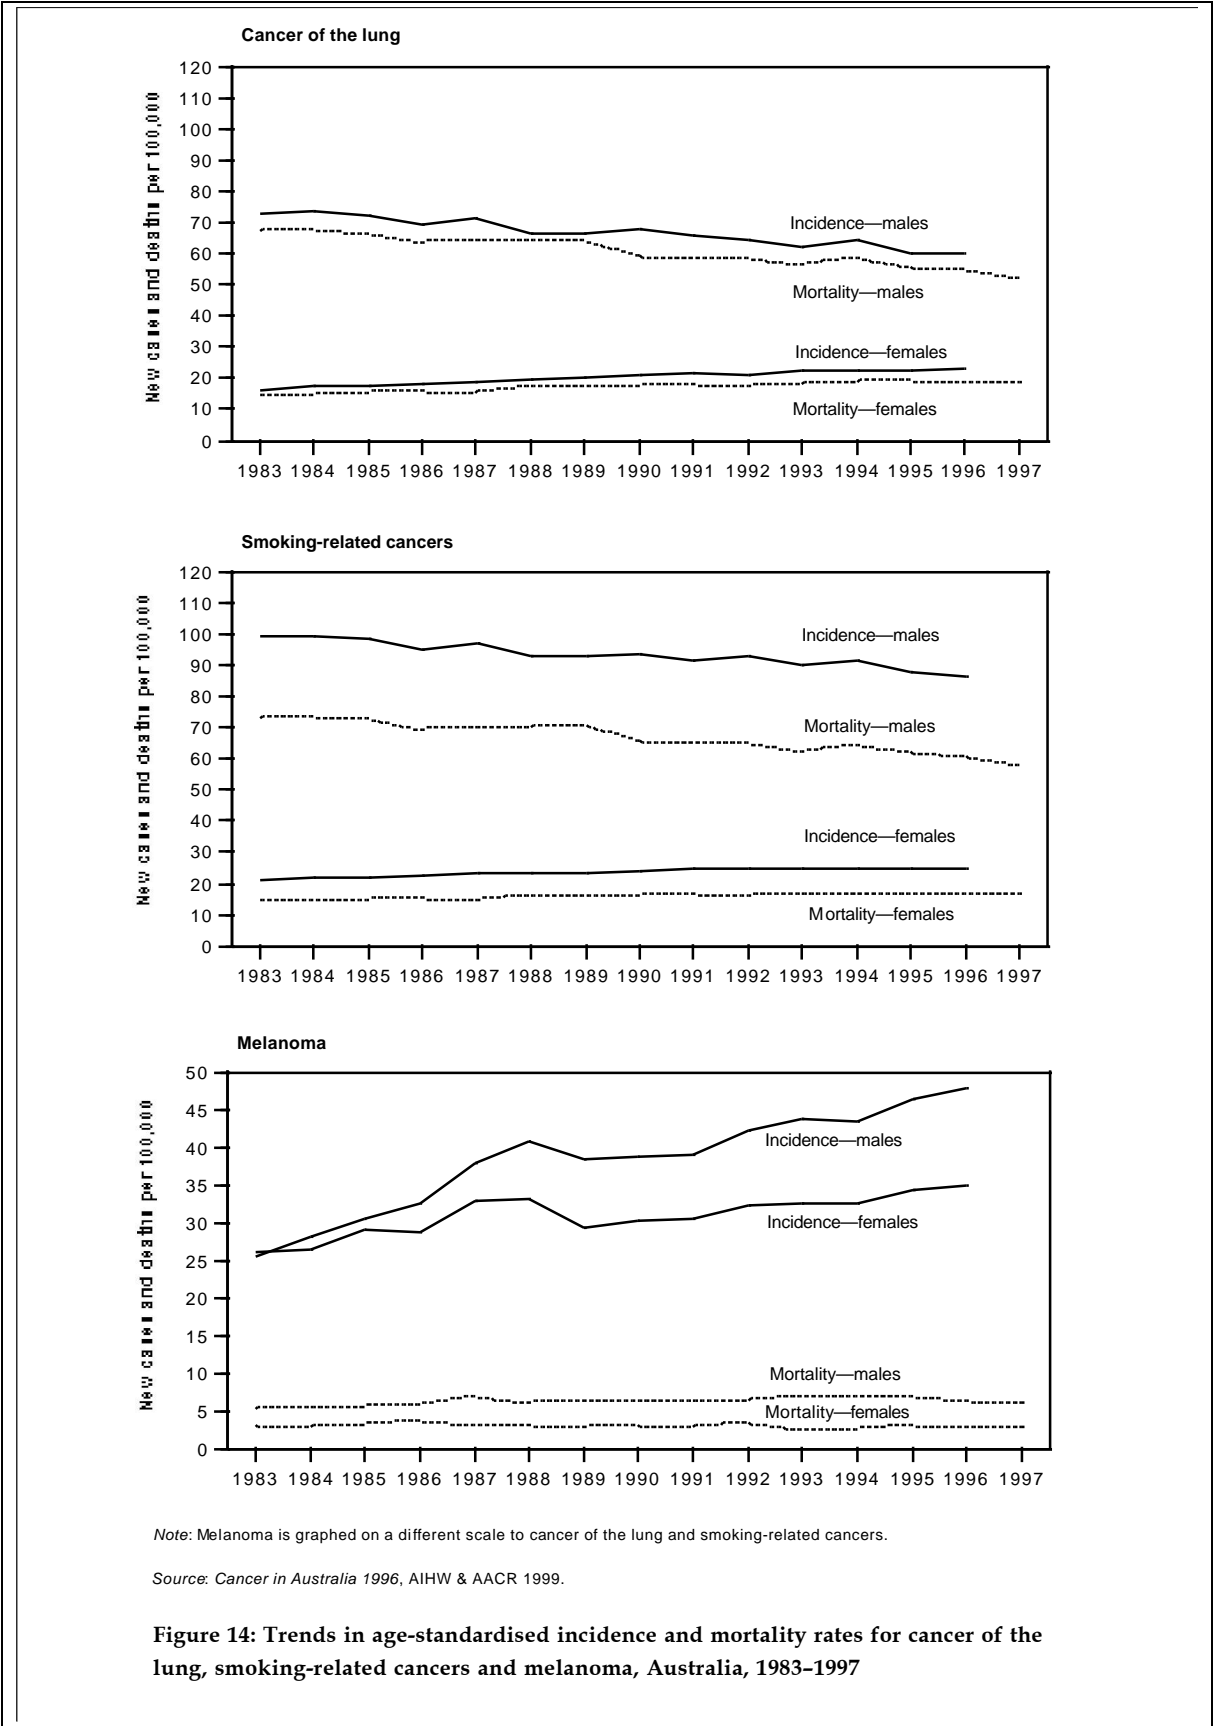 Cancer of the lung
New cases and deaths per 100,000
120
110
100
90
80
70
60
50
40
30
20
10
0
Incidence—males
Mortality—males
Incidence—females
Mortality—females
1983 1984 1985 1986 1987 1988 1989 1990 1991 1992 1993 1994 1995 1996 1997
Smoking-related cancers
New cases and deaths per 100,000
120
110
100
90
80
70
60
50
40
30
20
10
0
Incidence—males
Mortality—males
Incidence—females
Mortality—females
1983 1984 1985 1986 1987 1988 1989 1990 1991 1992 1993 1994 1995 1996 1997
Melanoma
New cases and deaths per 100,000
50
45
40
35
30
25
20
15
10
5
0
Incidence—males
Incidence—females
Mortality—males
Mortality—females
1983 1984 1985 1986 1987 1988 1989 1990 1991 1992 1993 1994 1995 1996 1997
Note: Melanoma is graphed on a different scale to cancer of the lung and smoking-related cancers.
Source: Cancer in Australia 1996, AIHW & AACR 1999.
Figure 14: Trends in age-standardised incidence and mortality rates for cancer of the
lung, smoking-related cancers and melanoma, Australia, 1983–1997